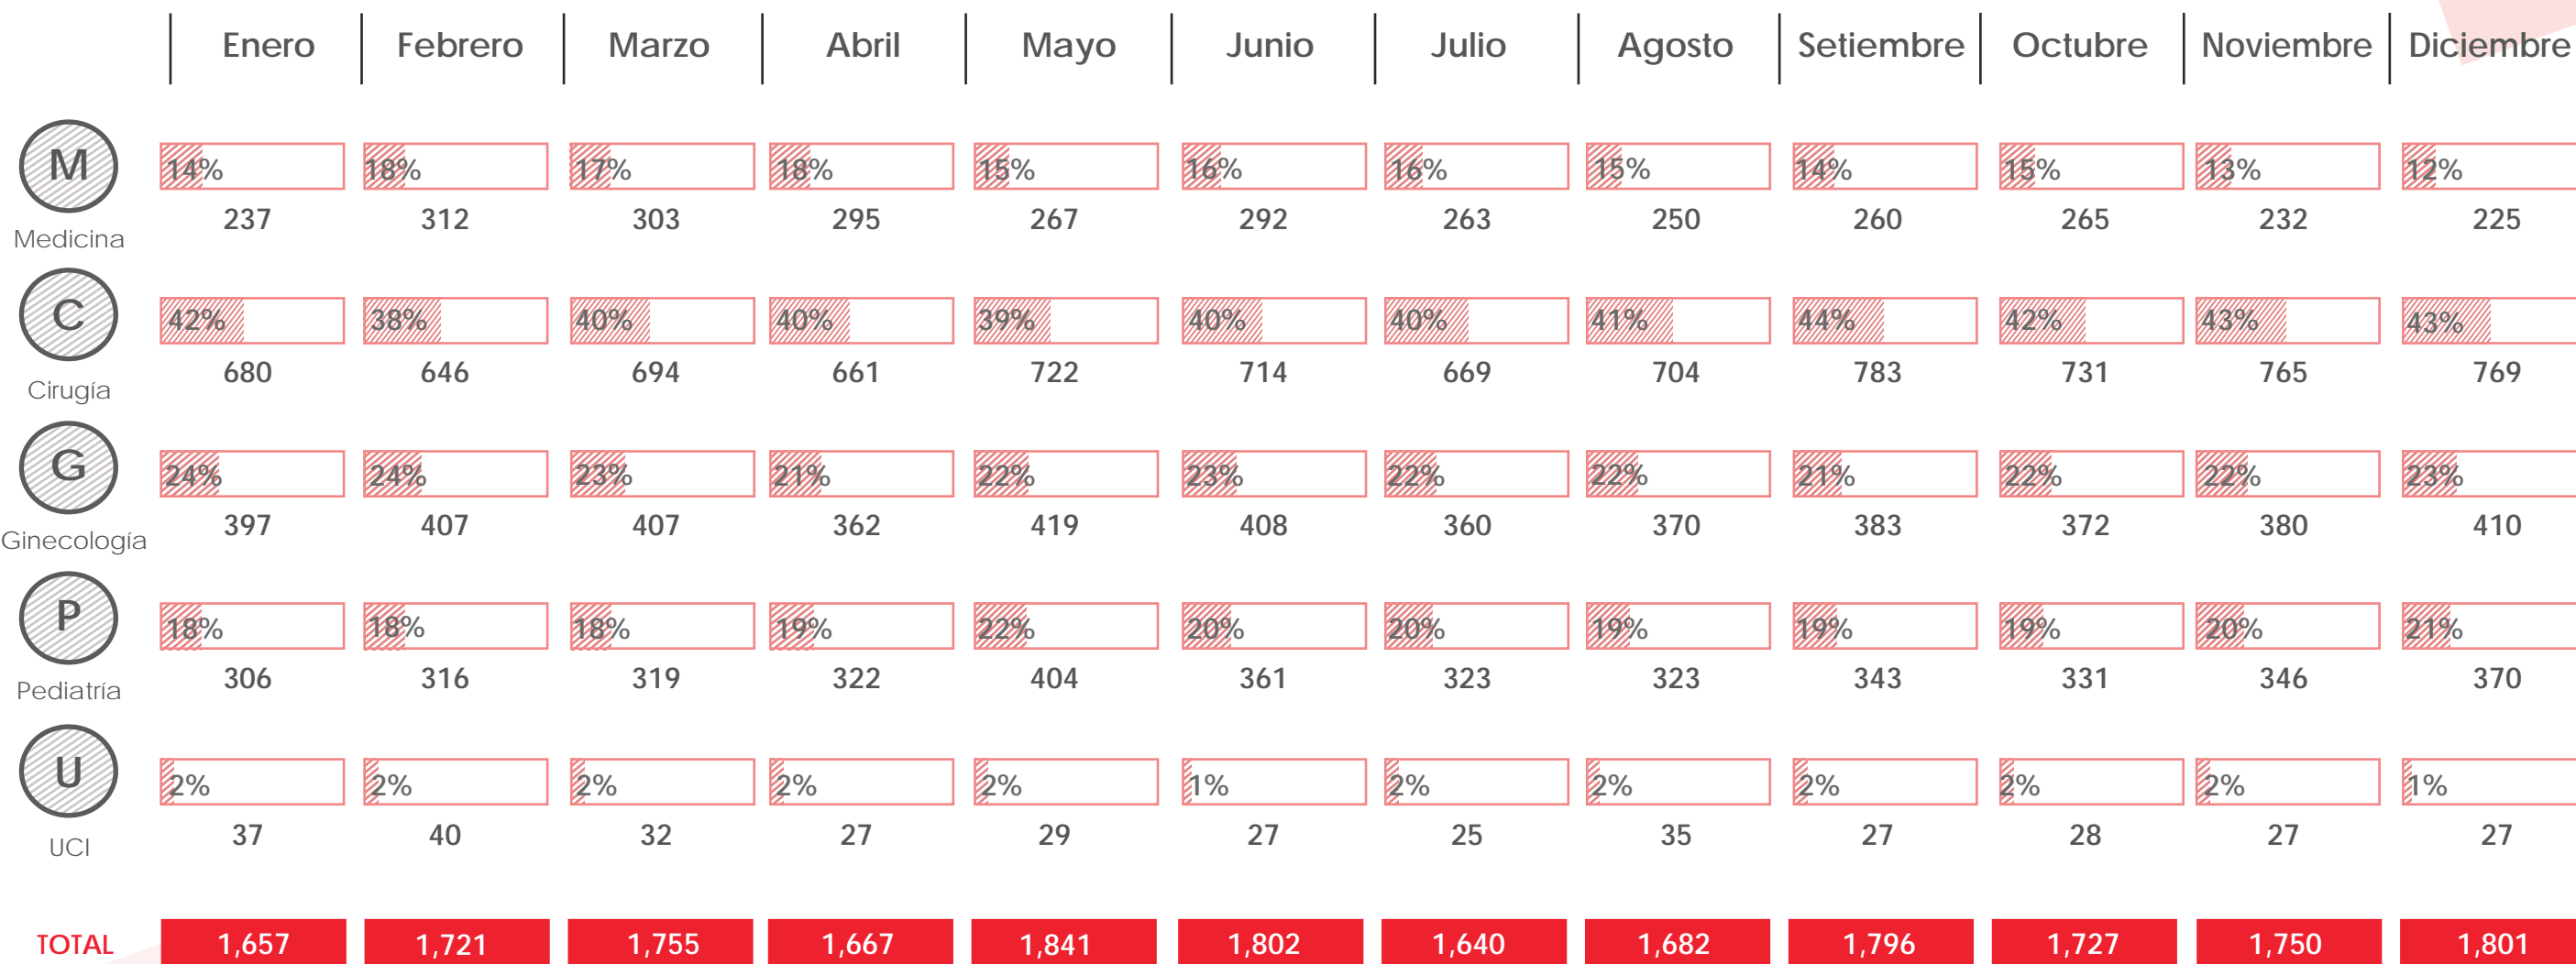 Enero Febrero Marzo Abril Mayo Junio Julio Agosto Setiembre Octubre Noviembre Diciembre
M 14% 18% 17% 18% 15% 16% 16% 15% 14% 15% 13% 12%
237 312 303 295 267 292 263 250 260 265 232 225
Medicina
C 42% 38% 40% 40% 39% 40% 40% 41% 44% 42% 43% 43%
680 646 694 661 722 714 669 704 783 731 765 769
Cirugía
G 24% 24% 23% 21% 22% 23% 22% 22% 21% 22% 22% 23%
397 407 407 362 419 408 360 370 383 372 380 410
Ginecología
P 18% 18% 18% 19% 22% 20% 20% 19% 19% 19% 20% 21%
306 316 319 322 404 361 323 323 343 331 346 370
Pediatría
U 2% 2% 2% 2% 2% 1% 2% 2% 2% 2% 2% 1%
37 40 32 27 29 27 25 35 27 28 27 27
UCI
TOTAL 1,657 1,721 1,755 1,667 1,841 1,802 1,640 1,682 1,796 1,727 1,750 1,801